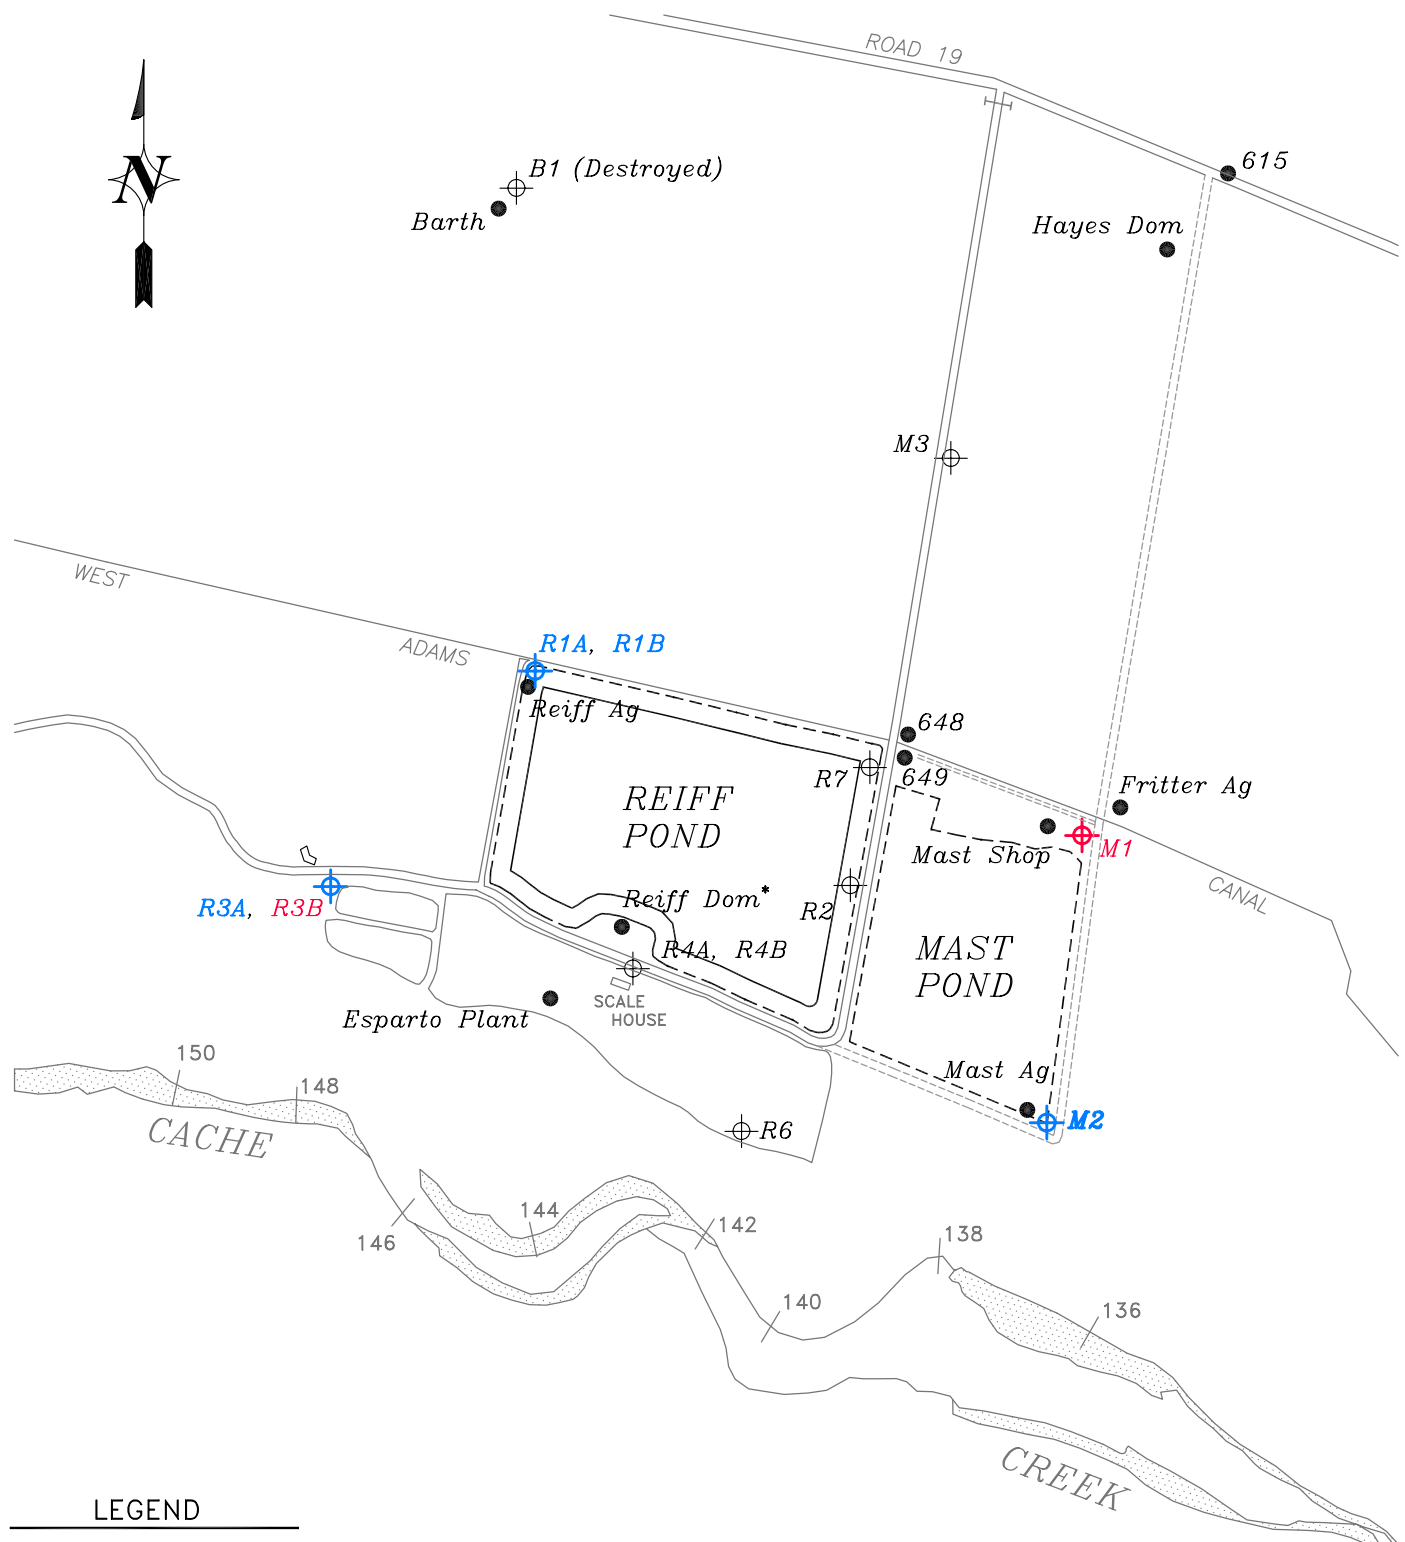 ROAD 19
615
B1 (Destroyed)
N
Barth
Hayes Dom
M3
WEST
ADAMS
R1A, R1B
Reiff Ag
648
R7
649
Fritter Ag
REIFF
POND
Mast Shop
M1
Reiff Dom*
CANAL
R3A, R3B
R2
R4A, R4B
MAST
POND
SCALE
HOUSE
Esparto Plant
150
Mast Ag
148
M2
CACHE
R6
144
142
146
138
140
136
CREEK
LEGEND